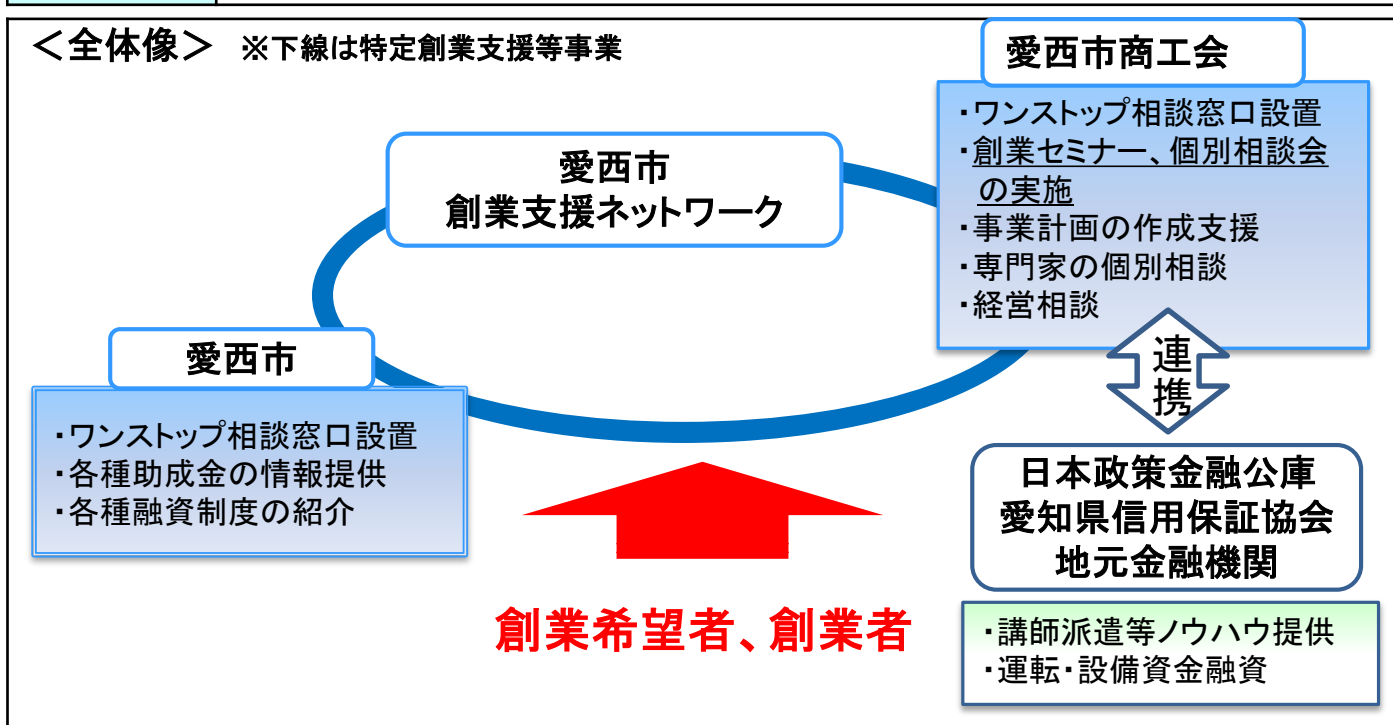 ＜全体像＞ ※下線は特定創業支援等事業
愛西市商工会
・ワンストップ相談窓口設置
・創業セミナー、個別相談会
の実施
・事業計画の作成支援
・専門家の個別相談
・経営相談
愛西市
創業支援ネットワーク
愛西市
・ワンストップ相談窓口設置
・各種助成金の情報提供
・各種融資制度の紹介
連
携
日本政策金融公庫
愛知県信用保証協会
地元金融機関
・講師派遣等ノウハウ提供
・運転・設備資金融資
創業希望者、創業者